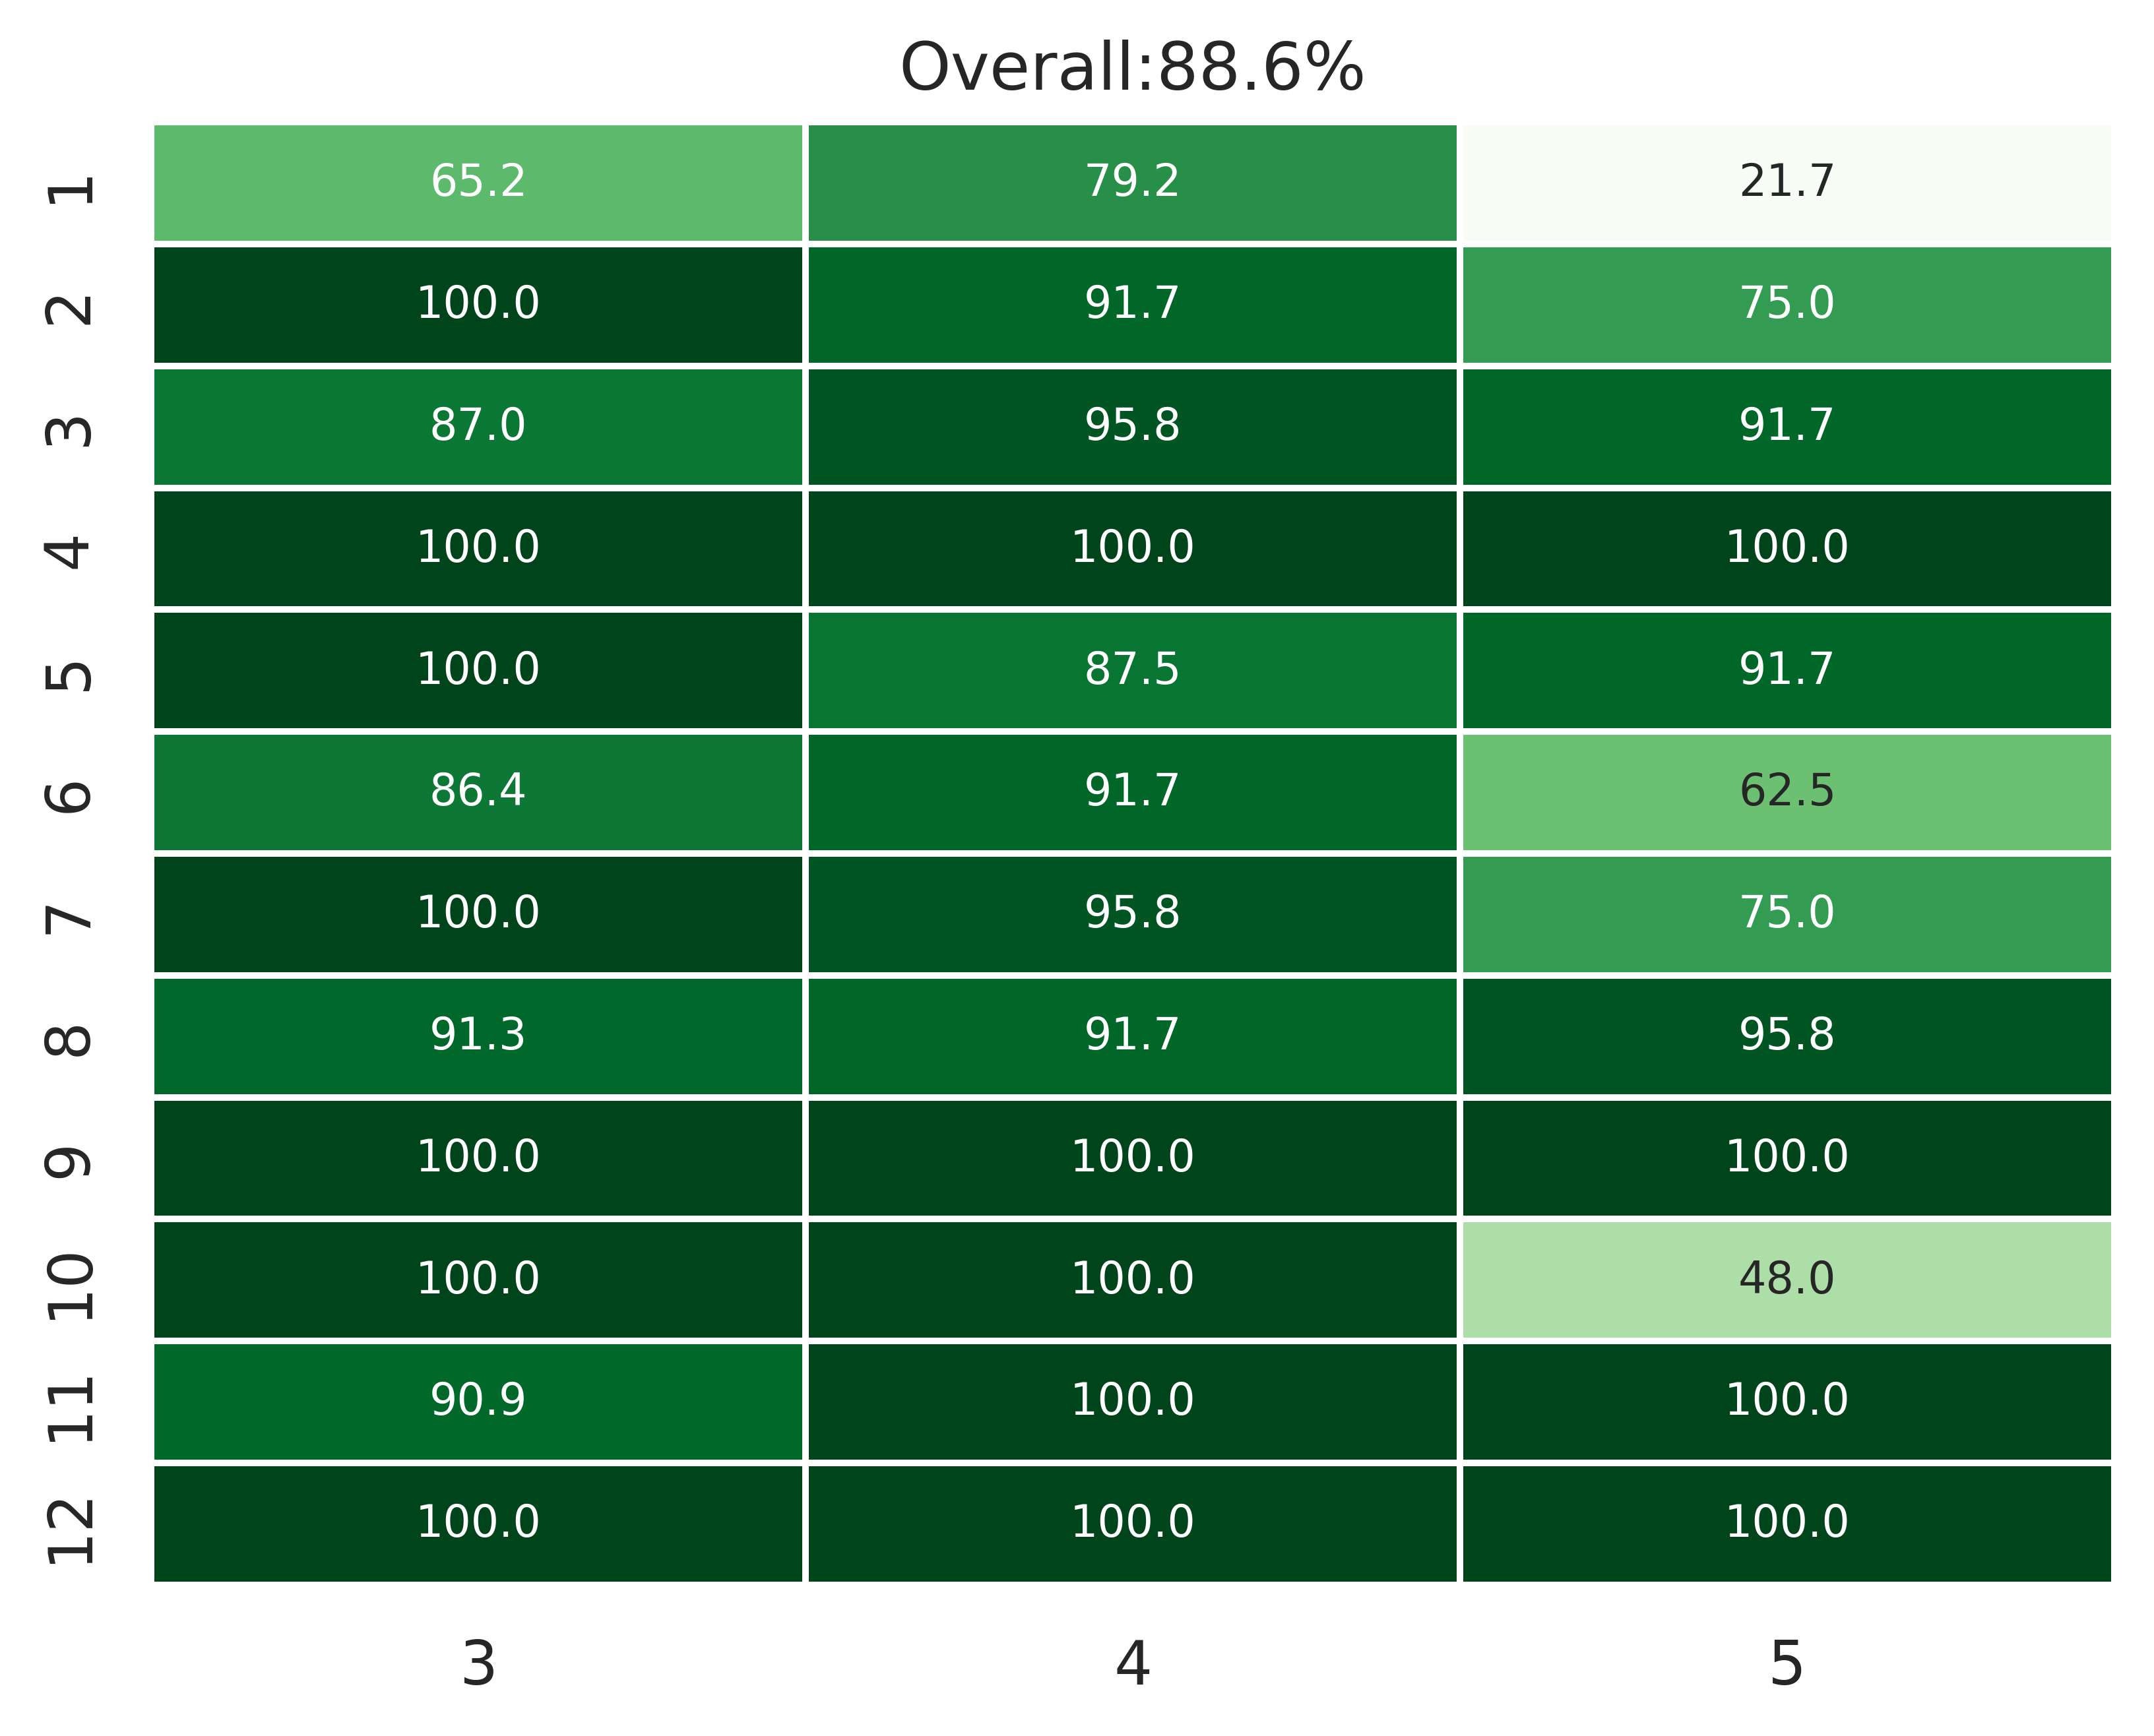 Overall:88.6%
1 65.2 79.2 21.7
2 100.0 91.7 75.0
3 87.0 95.8 91.7
4 100.0 100.0 100.0
5 100.0 87.5 91.7
6 86.4 91.7 62.5
7 100.0 95.8 75.0
8 91.3 91.7 95.8
9 100.0 100.0 100.0
10 100.0 100.0 48.0
11 90.9 100.0 100.0
12 100.0 100.0 100.0
3 4 5